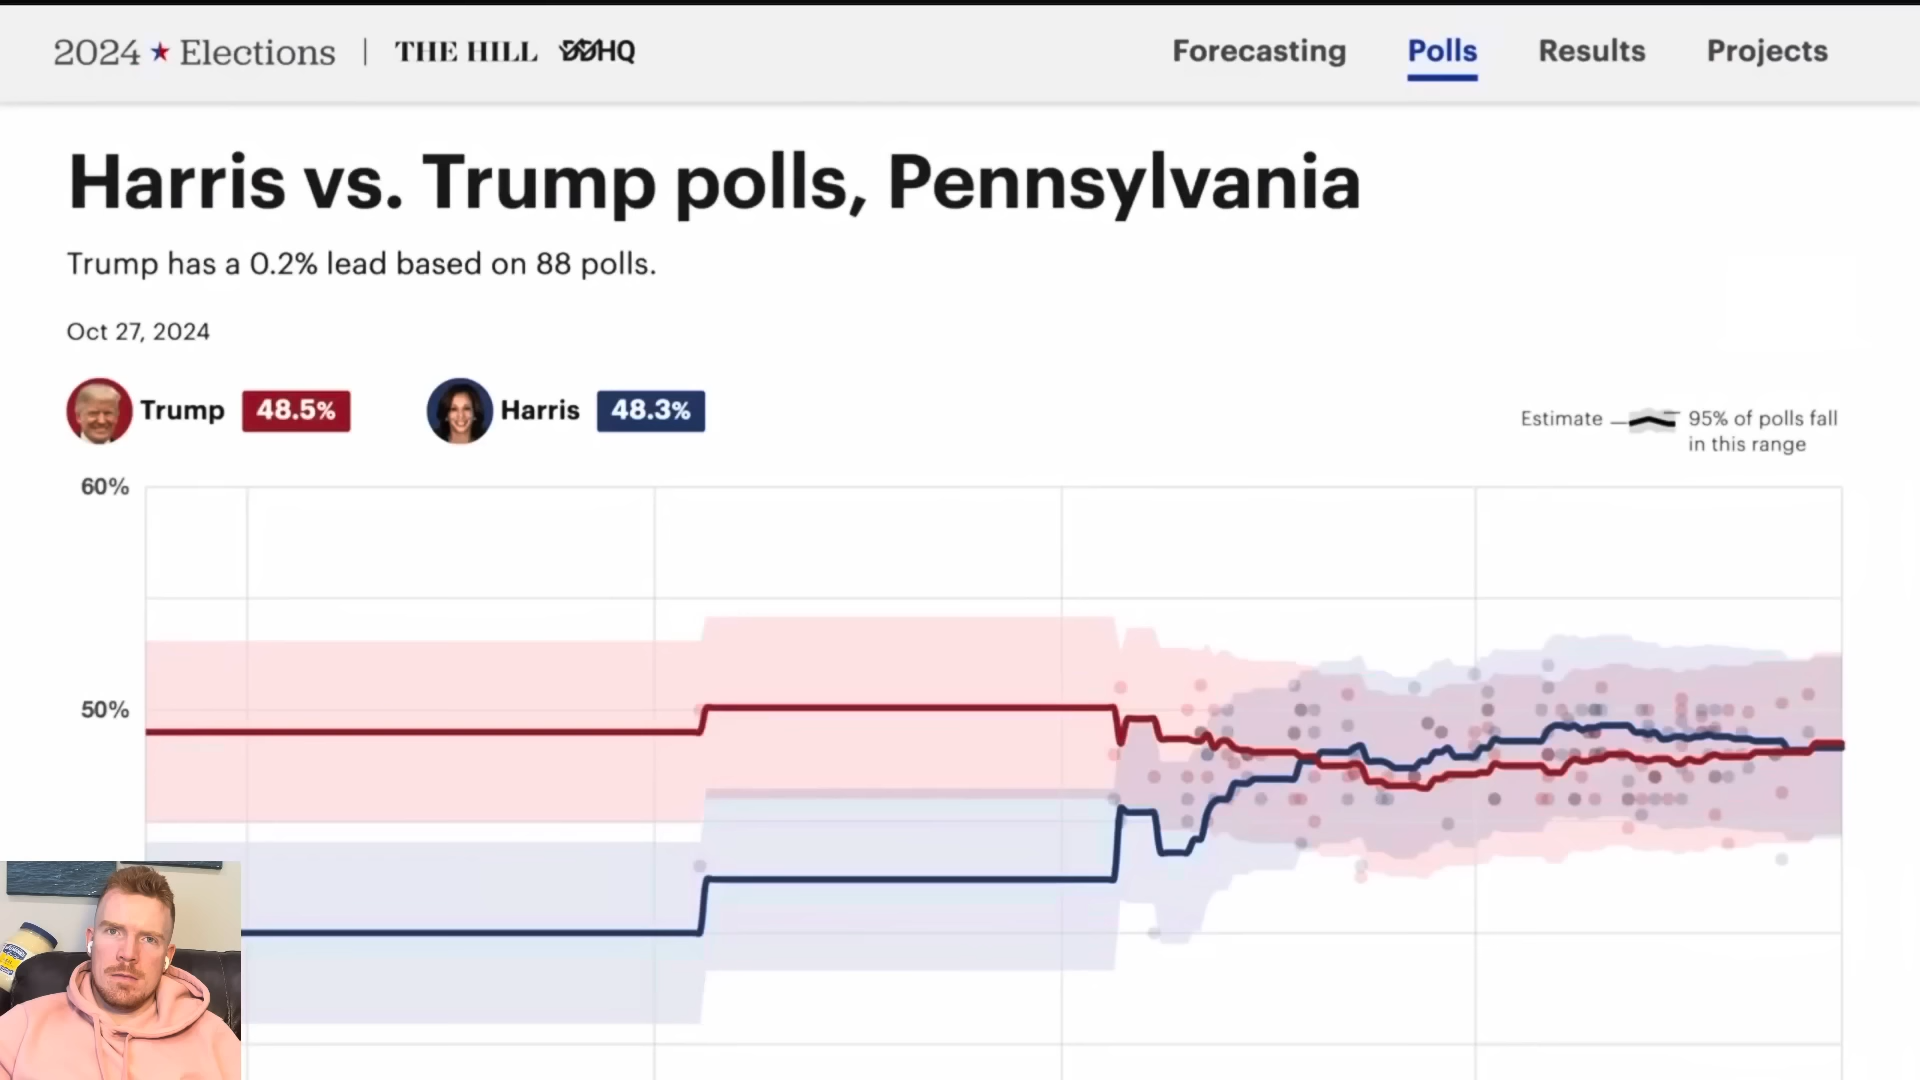 2024 ★ Elections | THE HILL DDHQ
Forecasting Polls Results Projects
Harris vs. Trump polls, Pennsylvania
Trump has a 0.2% lead based on 88 polls.
Oct 27, 2024
Trump 48.5% Harris 48.3%
Estimate 95% of polls fall
in this range
60%
50%